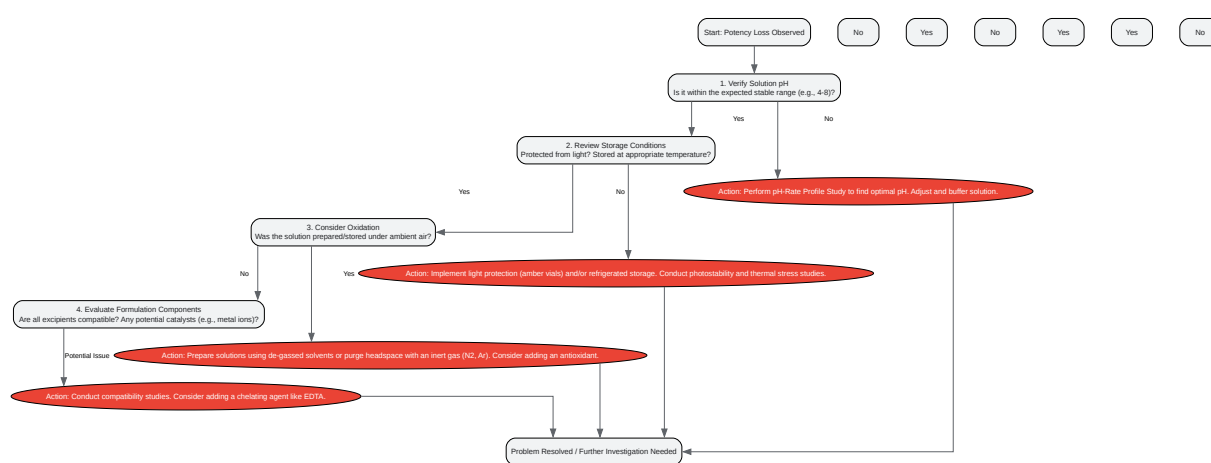 Start: Potency Loss Observed
No
Yes
No
Yes
Yes
No
1. Verify Solution pH
Is it within the expected stable range (e.g., 4-8)?
Yes
No
2. Review Storage Conditions
Protected from light? Stored at appropriate temperature?
Yes
No
Action: Perform pH-Rate Profile Study to find optimal pH. Adjust and buffer solution.
3. Consider Oxidation
Was the solution prepared/stored under ambient air?
No
Yes
Action: Implement light protection (amber vials) and/or refrigerated storage. Conduct photostability and thermal stress studies.
4. Evaluate Formulation Components
Are all excipients compatible? Any potential catalysts (e.g., metal ions)?
Potential Issue
Action: Prepare solutions using de-gassed solvents or purge headspace with an inert gas (N2, Ar). Consider adding an antioxidant.
Action: Conduct compatibility studies. Consider adding a chelating agent like EDTA.
Problem Resolved / Further Investigation Needed